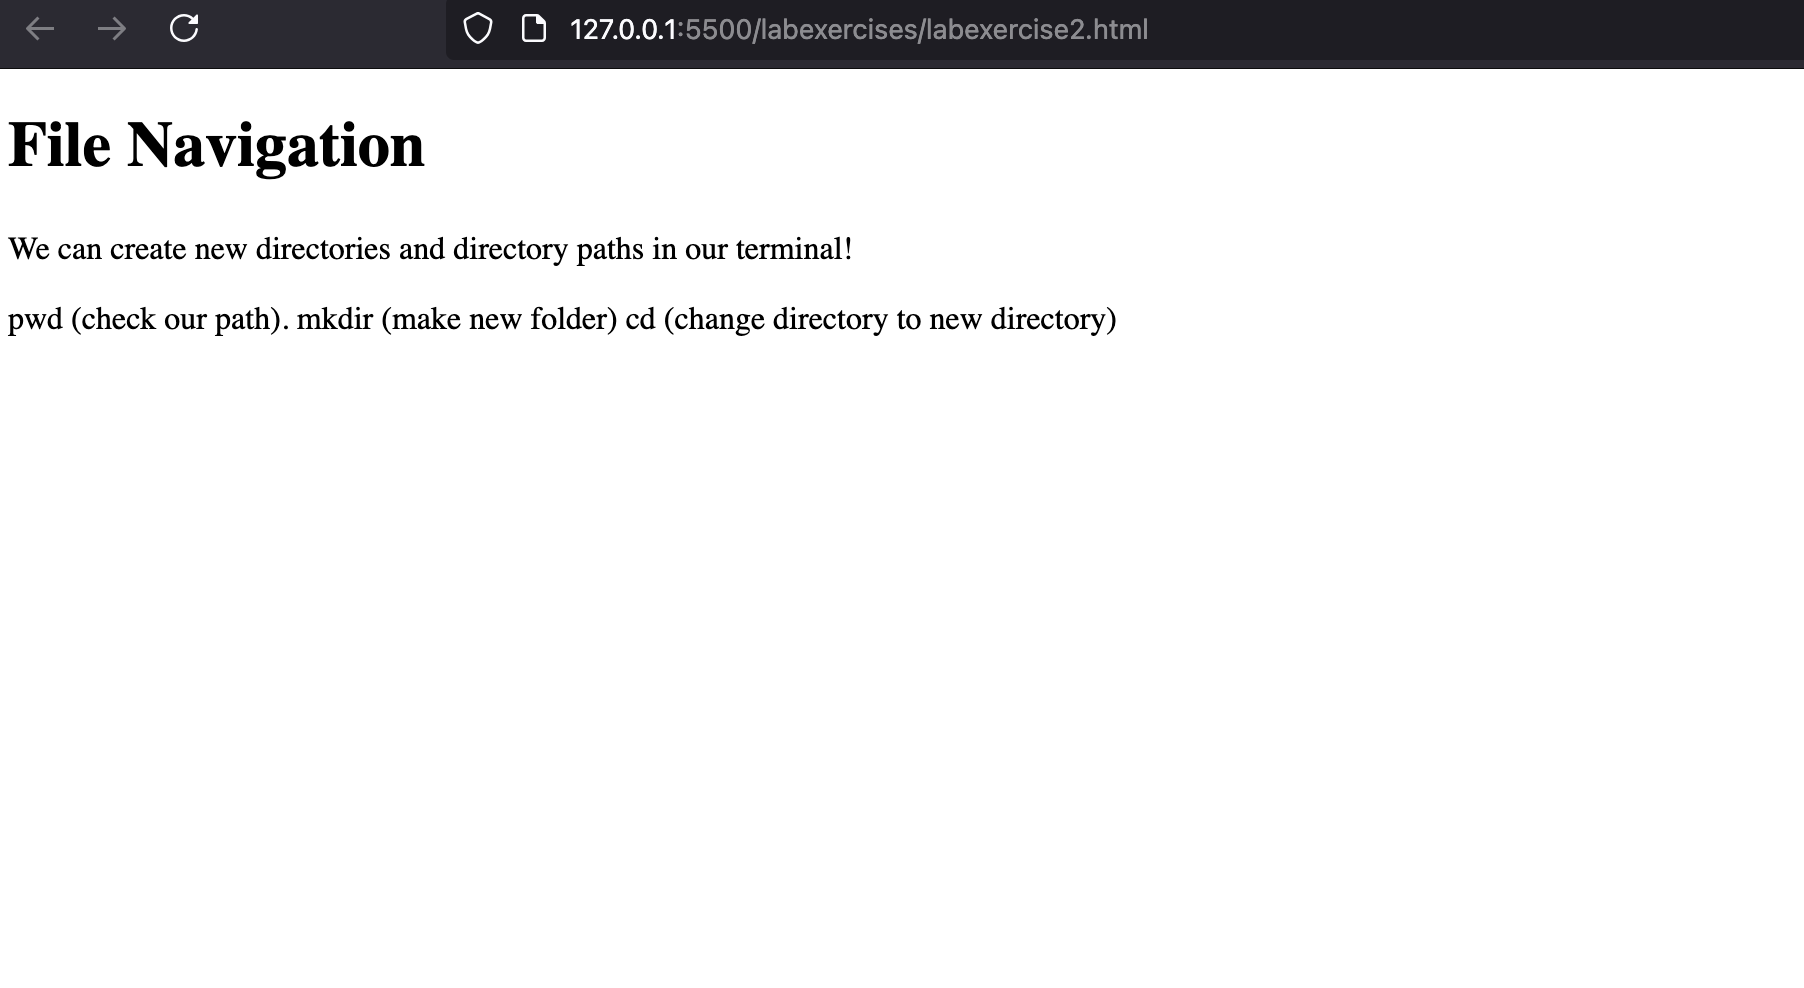 127.0.0.1:5500/labexercises/labexercise2.html
File Navigation
We can create new directories and directory paths in our terminal!
pwd (check our path). mkdir (make new folder) cd (change directory to new directory)